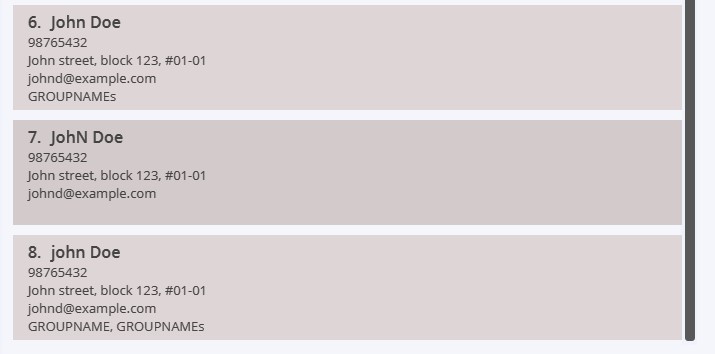 6. John Doe
98765432
John street, block 123, #01-01
johnd@example.com
GROUPNAMEs
7. JohN Doe
98765432
John street, block 123, #01-01
johnd@example.com
8. john Doe
98765432
John street, block 123, #01-01
johnd@example.com
GROUPNAME, GROUPNAMEs